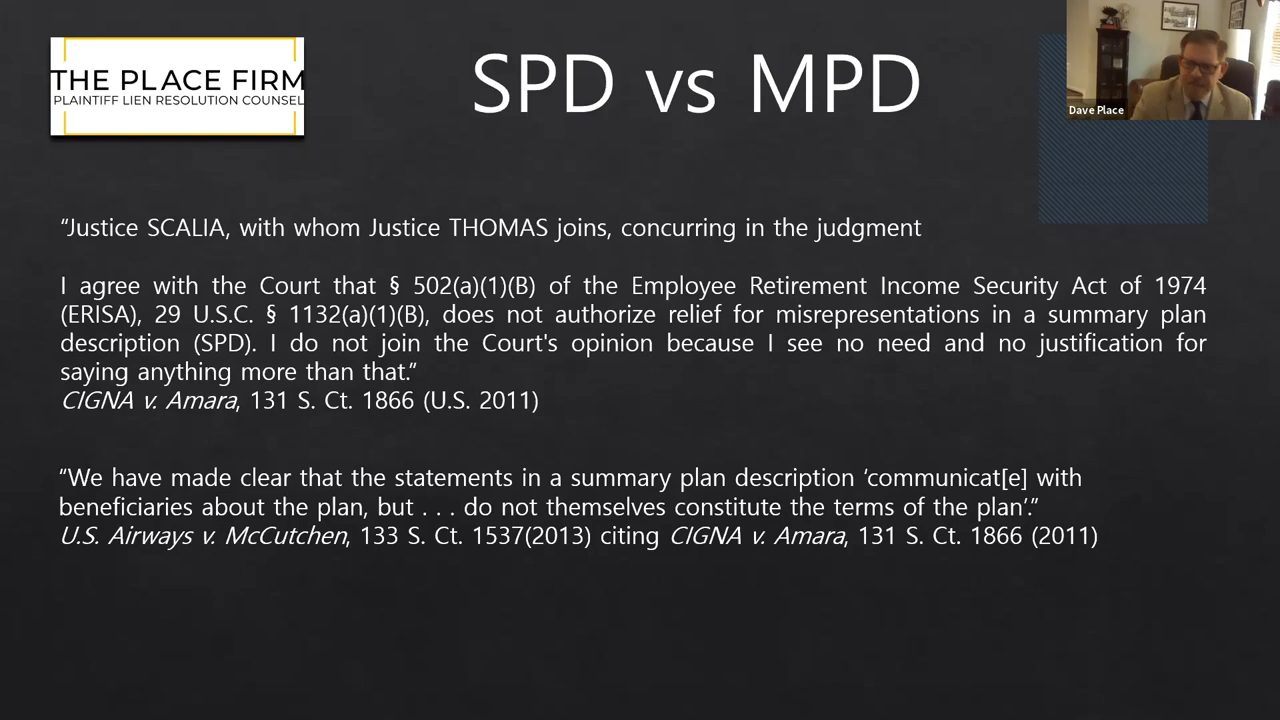 THE PLACE FIRM
PLAINTIFF LIEN RESOLUTION COUNSEL
SPD vs MPD
Dave Place
“Justice SCALIA, with whom Justice THOMAS joins, concurring in the judgment
I agree with the Court that § 502(a)(1)(B) of the Employee Retirement Income Security Act of 1974
(ERISA), 29 U.S.C. § 1132(a)(1)(B), does not authorize relief for misrepresentations in a summary plan
description (SPD). I do not join the Court's opinion because I see no need and no justification for
saying anything more than that.”
CIGNA v. Amara, 131 S. Ct. 1866 (U.S. 2011)
“We have made clear that the statements in a summary plan description ‘communicat[e] with
beneficiaries about the plan, but . . . do not themselves constitute the terms of the plan’.”
U.S. Airways v. McCutchen, 133 S. Ct. 1537(2013) citing CIGNA v. Amara, 131 S. Ct. 1866 (2011)